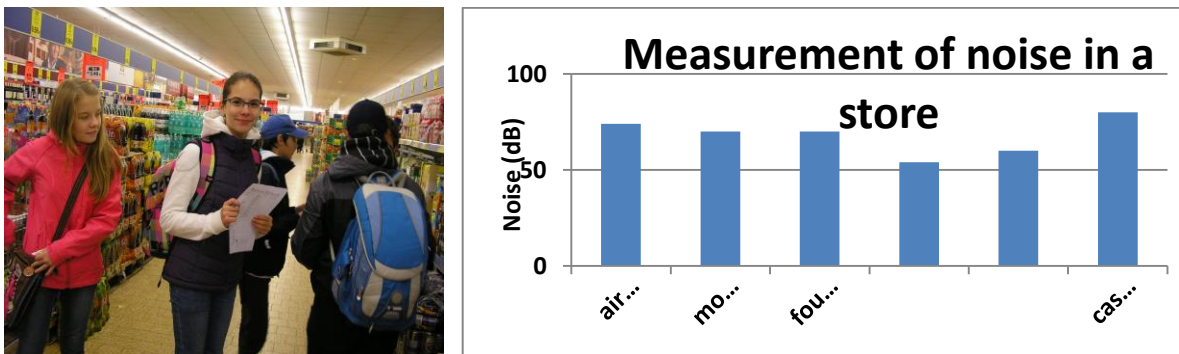 Measurement of noise in a
store
Noise (dB)
100
50
0
air...
mo...
fou...
cas...